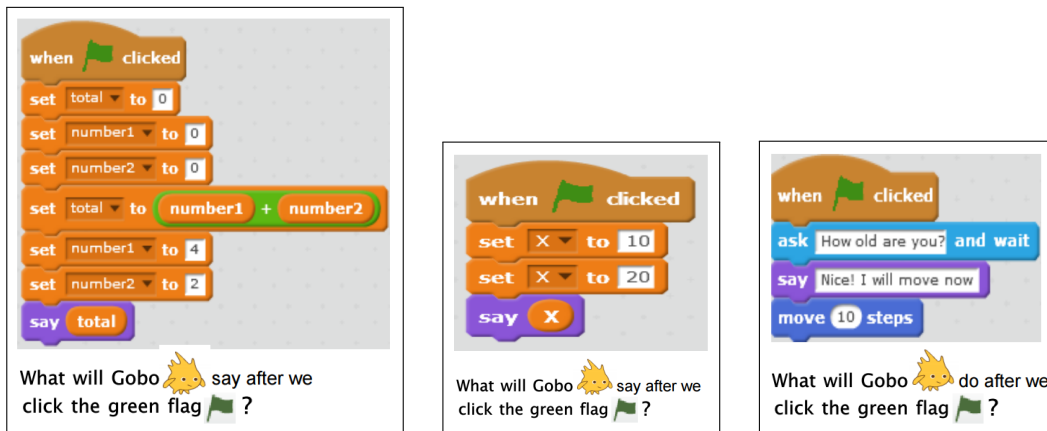 when clicked
set total to 0
set number1 to 0
set number2 to 0
set total to number1 + number2
set number1 to 4
set number2 to 2
say total
What will Gobo say after we
click the green flag ?
when clicked
set X to 10
set X to 20
say X
What will Gobo say after we
click the green flag ?
when clicked
ask How old are you? and wait
say Nice! I will move now
move 10 steps
What will Gobo do after we
click the green flag ?